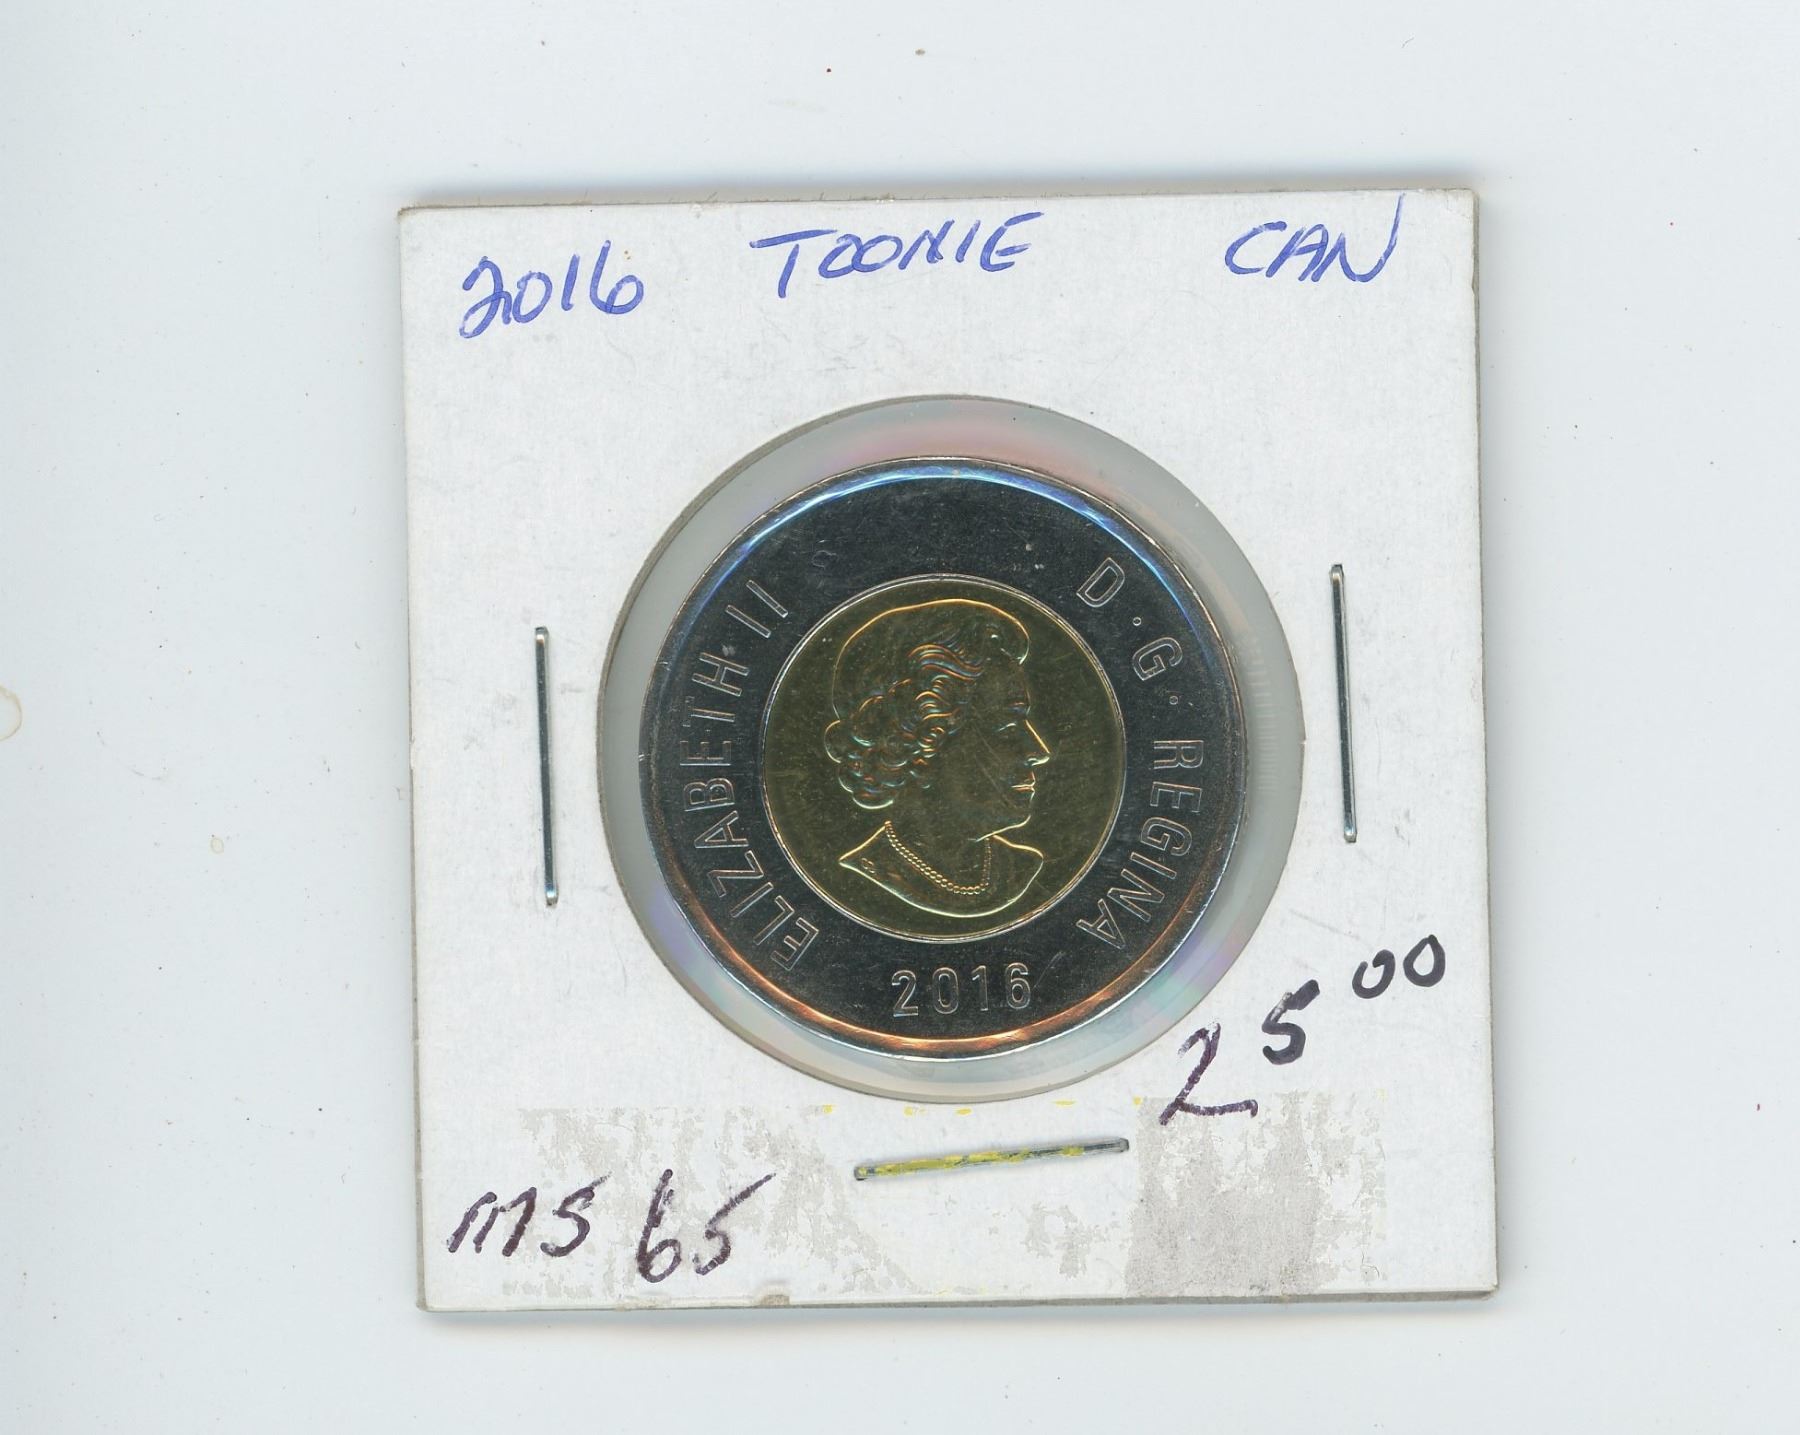 2016 TOONIE CAN
ELIZABETH II D·G·REGINA
2016
25 00
MS 65